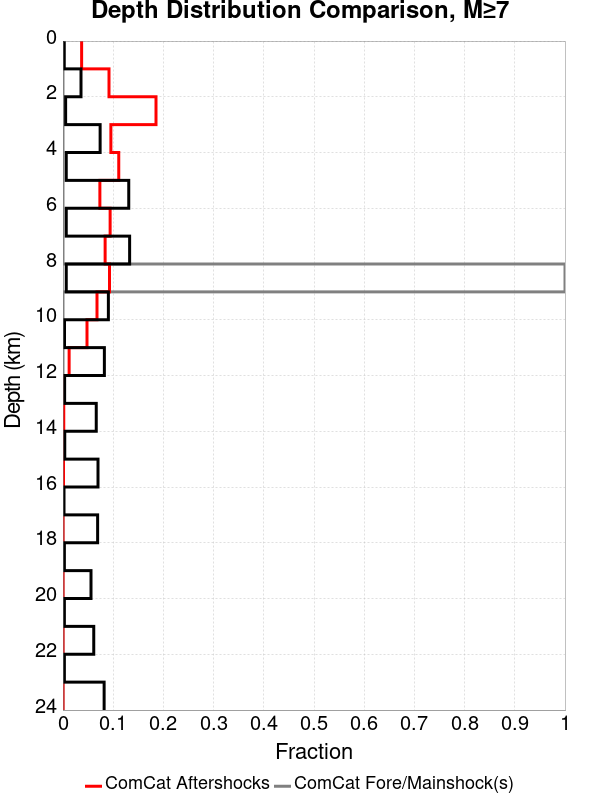 Depth Distribution Comparison, M≥7
0
2
4
6
8
10
12
14
16
18
20
22
24
Depth (km)
0 0.1 0.2 0.3 0.4 0.5 0.6 0.7 0.8 0.9 1
Fraction
ComCat Aftershocks ComCat Fore/Mainshock(s)